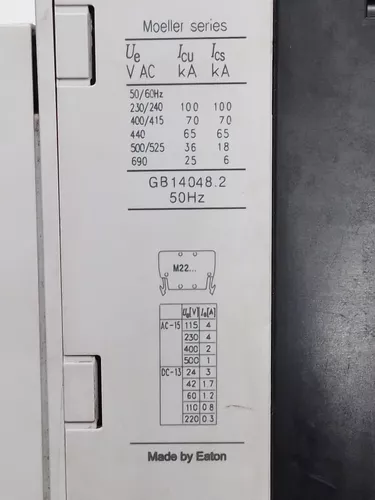 Moeller series
Ue Icu Ics
V AC kA kA
50/60Hz
230/240 100 100
400/415 70 70
440 65 65
500/525 36 18
690 25 6
GB14048.2
50Hz
M22...
Ue[V] Ie[A]
AC-15 115 4
230 4
400 2
500 1
DC-13 24 3
42 1.7
60 1.2
110 0.8
220 0.3
Made by Eaton